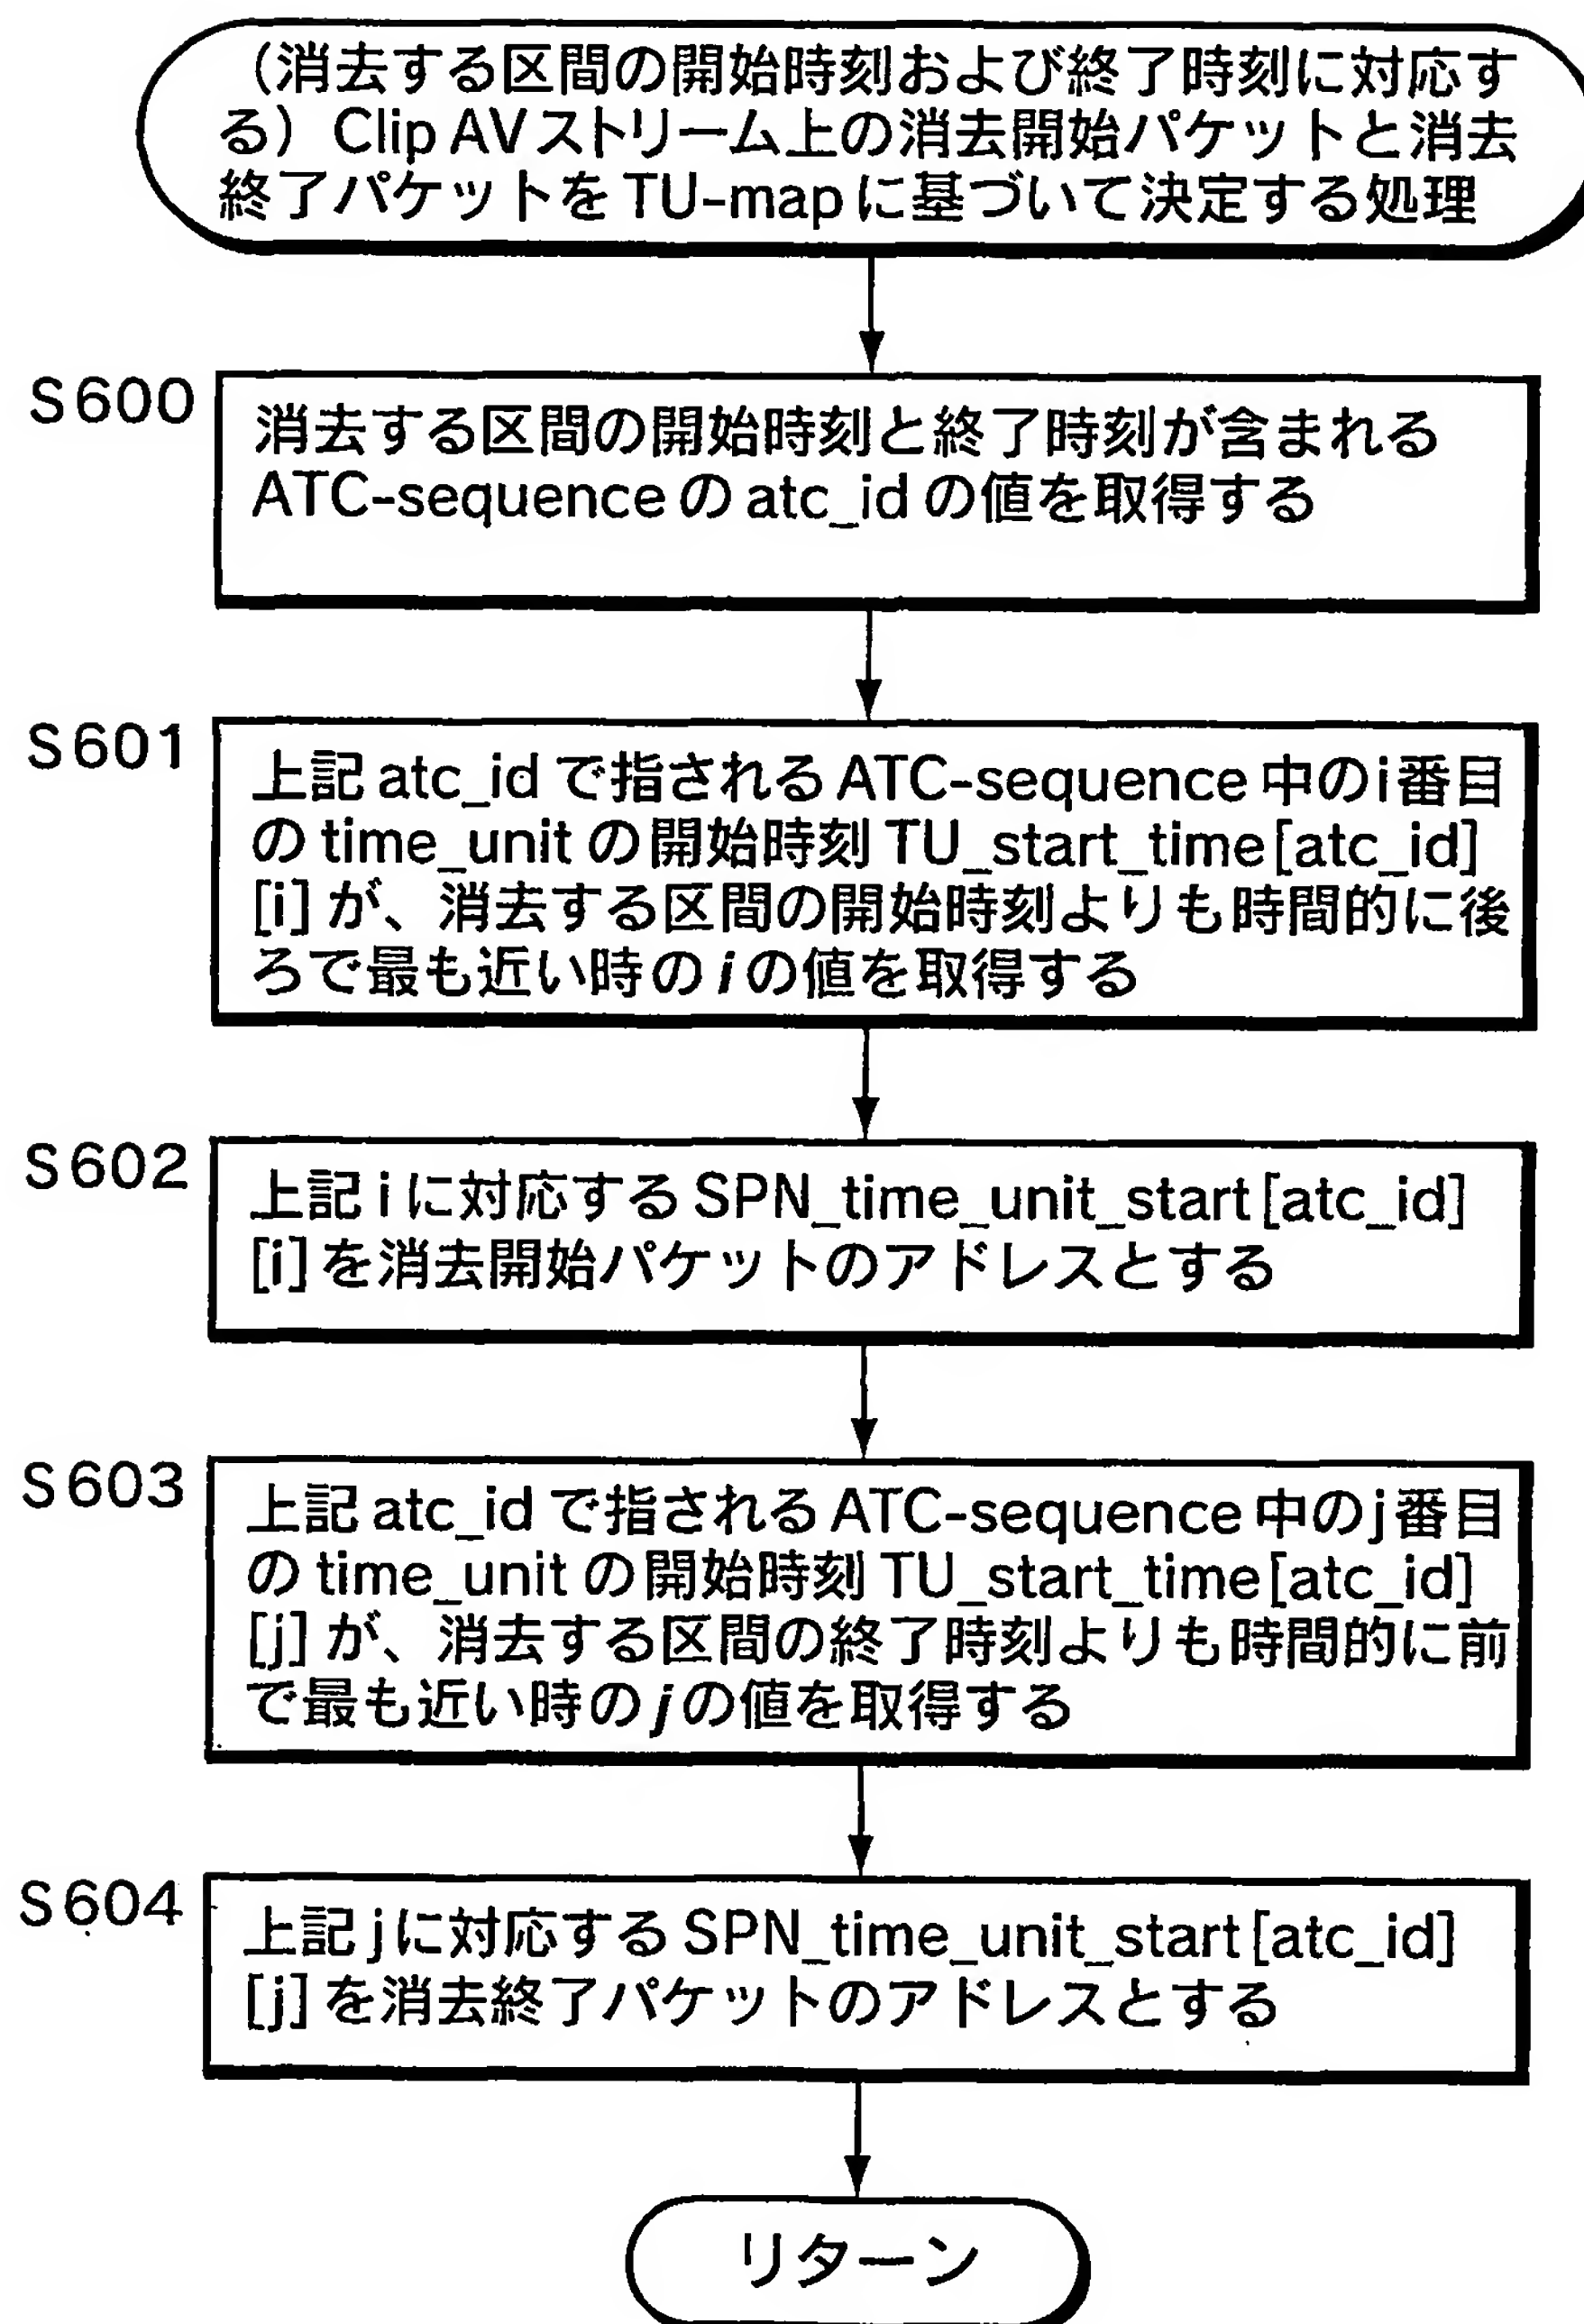 （消去する区間の開始時刻および終了時刻に対応す
る）Clip AVストリーム上の消去開始パケットと消去
終了パケットをTU-mapに基づいて決定する処理
S600
消去する区間の開始時刻と終了時刻が含まれる
ATC-sequenceのatc_idの値を取得する
S601
上記atc_idで指されるATC-sequence中のi番目
のtime_unitの開始時刻TU_start_time[atc_id]
[i]が、消去する区間の開始時刻よりも時間的に後
ろで最も近い時のiの値を取得する
S602
上記iに対応するSPN_time_unit_start[atc_id]
[i]を消去開始パケットのアドレスとする
S603
上記atc_idで指されるATC-sequence中のj番目
のtime_unitの開始時刻TU_start_time[atc_id]
[j]が、消去する区間の終了時刻よりも時間的に前
で最も近い時のjの値を取得する
S604
上記jに対応するSPN_time_unit_start[atc_id]
[j]を消去終了パケットのアドレスとする
リターン